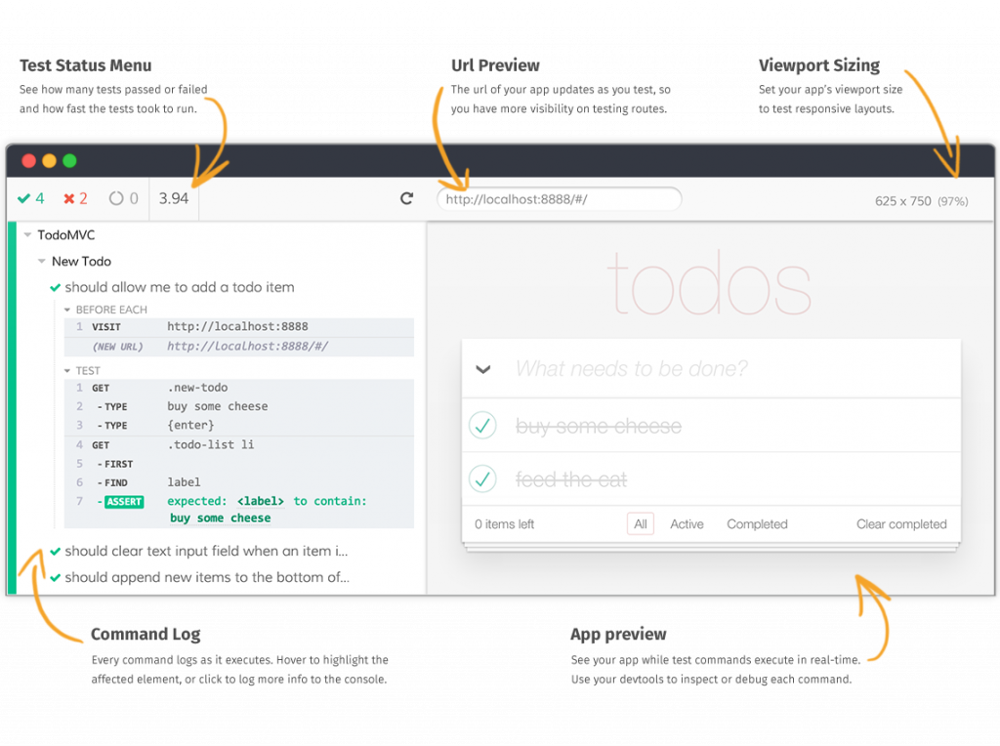 Test Status Menu
See how many tests passed or failed
and how fast the tests took to run.
Url Preview
The url of your app updates as you test, so
you have more visibility on testing routes.
Viewport Sizing
Set your app's viewport size
to test responsive layouts.
4 2 0 3.94
http://localhost:8888/#/
625 x 750 (97%)
TodoMVC
New Todo
should allow me to add a todo item
BEFORE EACH
1 VISIT http://localhost:8888
(NEW URL) http://localhost:8888/#/
TEST
1 GET .new-todo
2 -TYPE buy some cheese
3 -TYPE {enter}
4 GET .todo-list li
5 -FIRST
6 -FIND label
7 -ASSERT expected: <label> to contain:
buy some cheese
should clear text input field when an item i...
should append new items to the bottom of...
todos
What needs to be done?
buy some cheese
feed the cat
0 items left All Active Completed Clear completed
Command Log
Every command logs as it executes. Hover to highlight the
affected element, or click to log more info to the console.
App preview
See your app while test commands execute in real-time.
Use your devtools to inspect or debug each command.